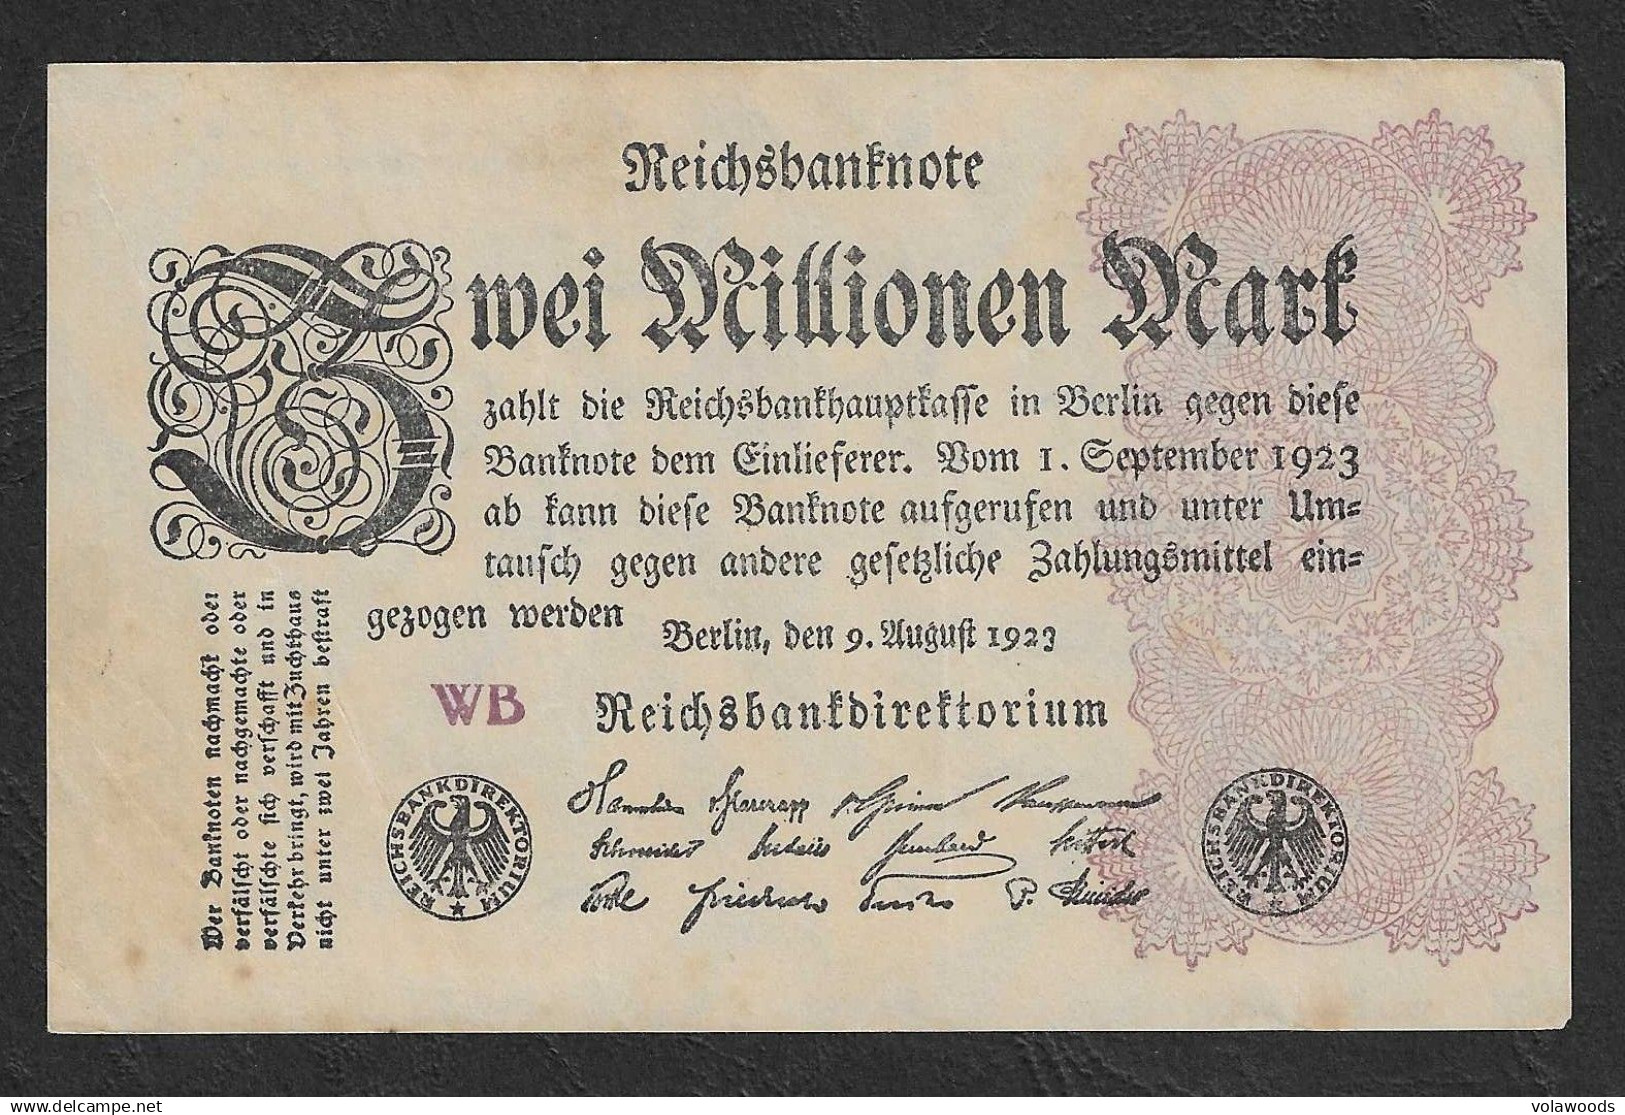 Reichsbanknote
Zwei Millionen Mark
zahlt die Reichsbankhauptkasse in Berlin gegen diese
Banknote dem Einlieferer. Vom 1. September 1923
ab kann diese Banknote aufgerufen und unter Um=
tausch gegen andere gesetzliche Zahlungsmittel ein=
gezogen werden
Berlin, den 9. August 1923
WB
Reichsbankdirektorium
Wer Banknoten nachmacht oder
verfälscht oder nachgemachte oder
verfälschte sich verschafft und in
Verkehr bringt, wird mit Zuchthaus
nicht unter zwei Jahren bestraft
REICHSBANKDIREKTORIUM
REICHSBANKDIREKTORIUM
delcampe.net
volawoods